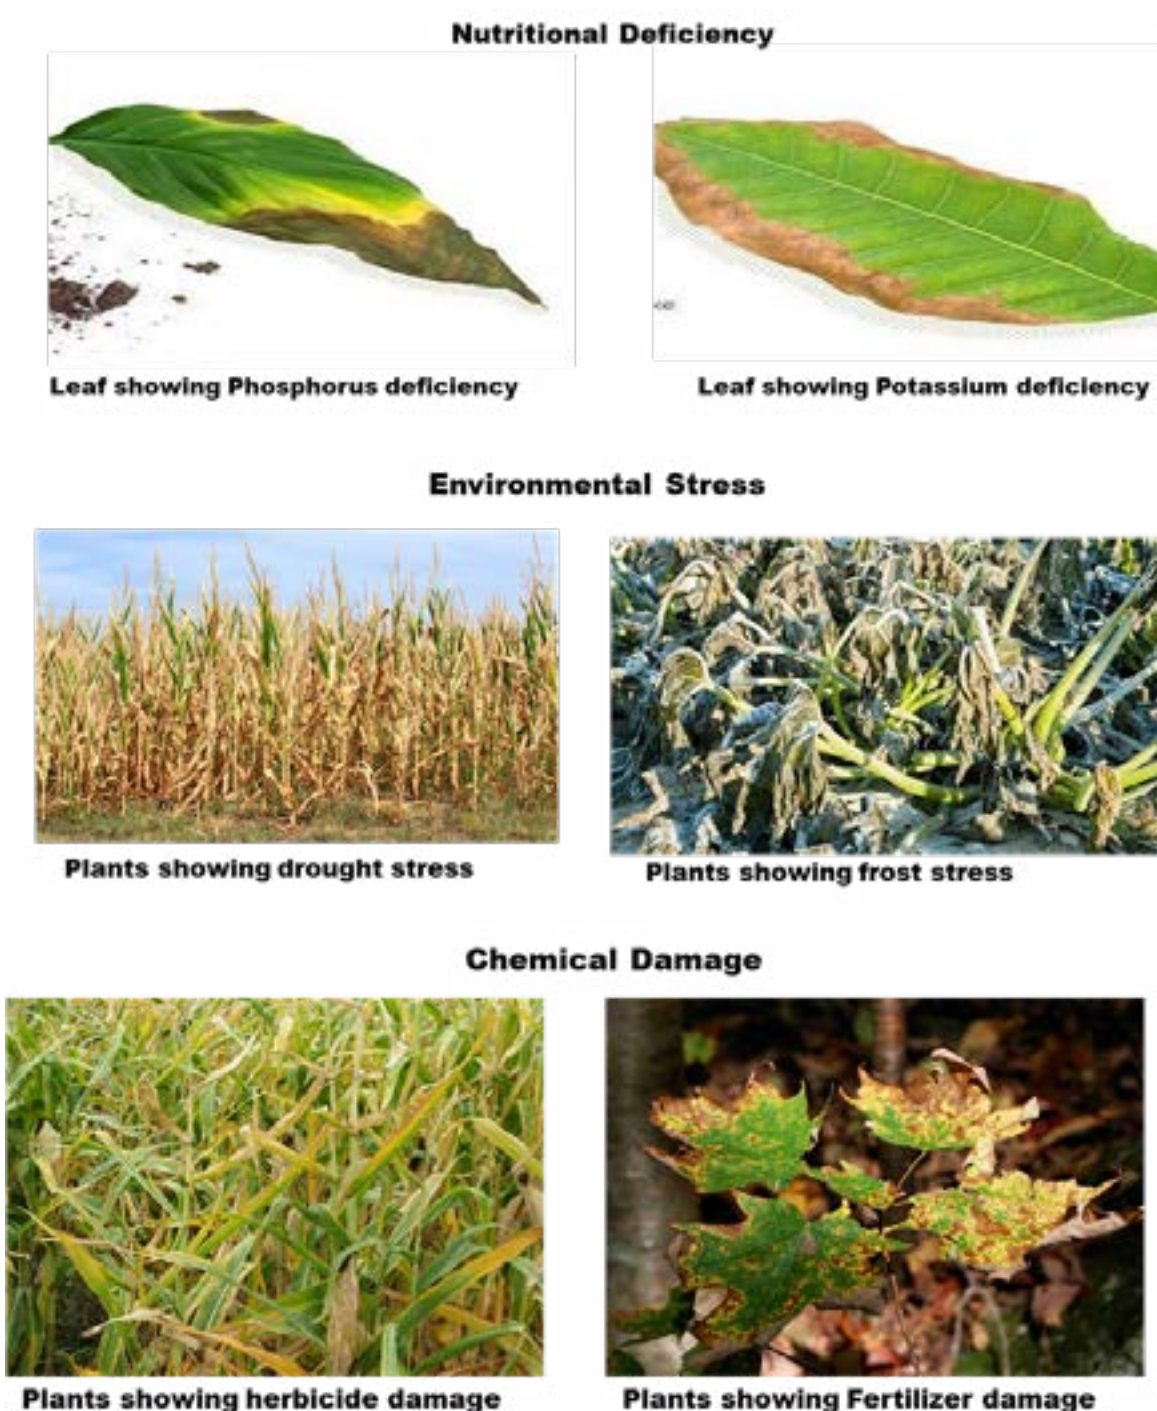 Nutritional Deficiency
Leaf showing Phosphorus deficiency
Leaf showing Potassium deficiency
Environmental Stress
Plants showing drought stress
Plants showing frost stress
Chemical Damage
Plants showing herbicide damage
Plants showing Fertilizer damage